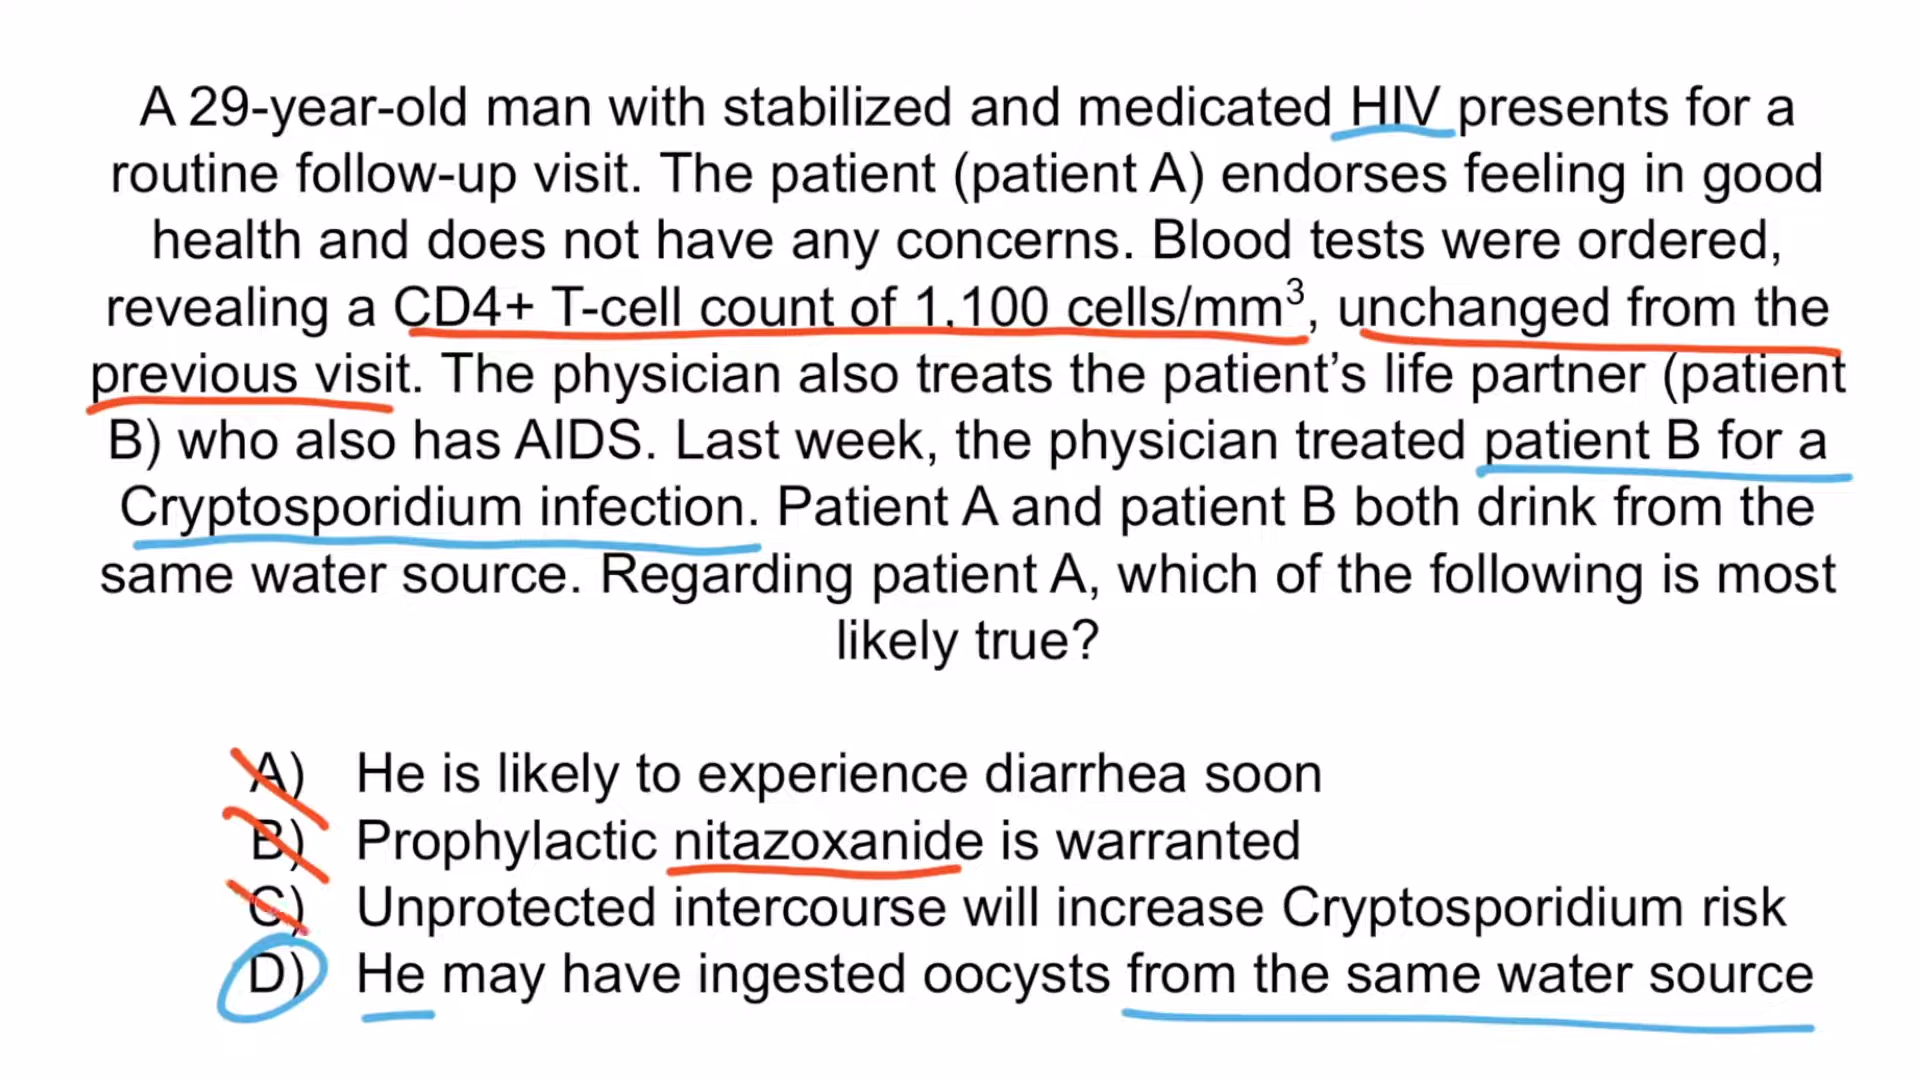 A 29-year-old man with stabilized and medicated HIV presents for a
routine follow-up visit. The patient (patient A) endorses feeling in good
health and does not have any concerns. Blood tests were ordered,
revealing a CD4+ T-cell count of 1,100 cells/mm³, unchanged from the
previous visit. The physician also treats the patient’s life partner (patient
B) who also has AIDS. Last week, the physician treated patient B for a
Cryptosporidium infection. Patient A and patient B both drink from the
same water source. Regarding patient A, which of the following is most
likely true?
A) He is likely to experience diarrhea soon
B) Prophylactic nitazoxanide is warranted
C) Unprotected intercourse will increase Cryptosporidium risk
D) He may have ingested oocysts from the same water source